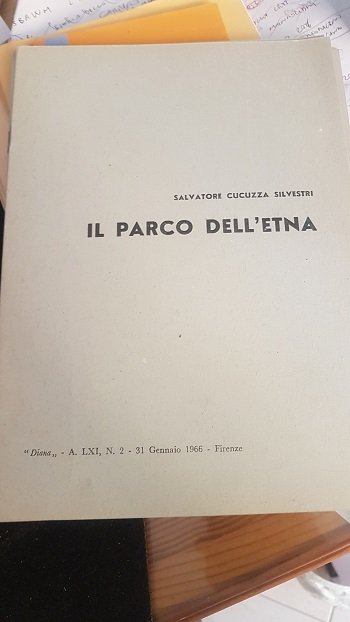 SALVATORE CUCUZZA SILVESTRI
IL PARCO DELL'ETNA
"Diana„ - A. LXI, N. 2 - 31 Gennaio 1966 - Firenze